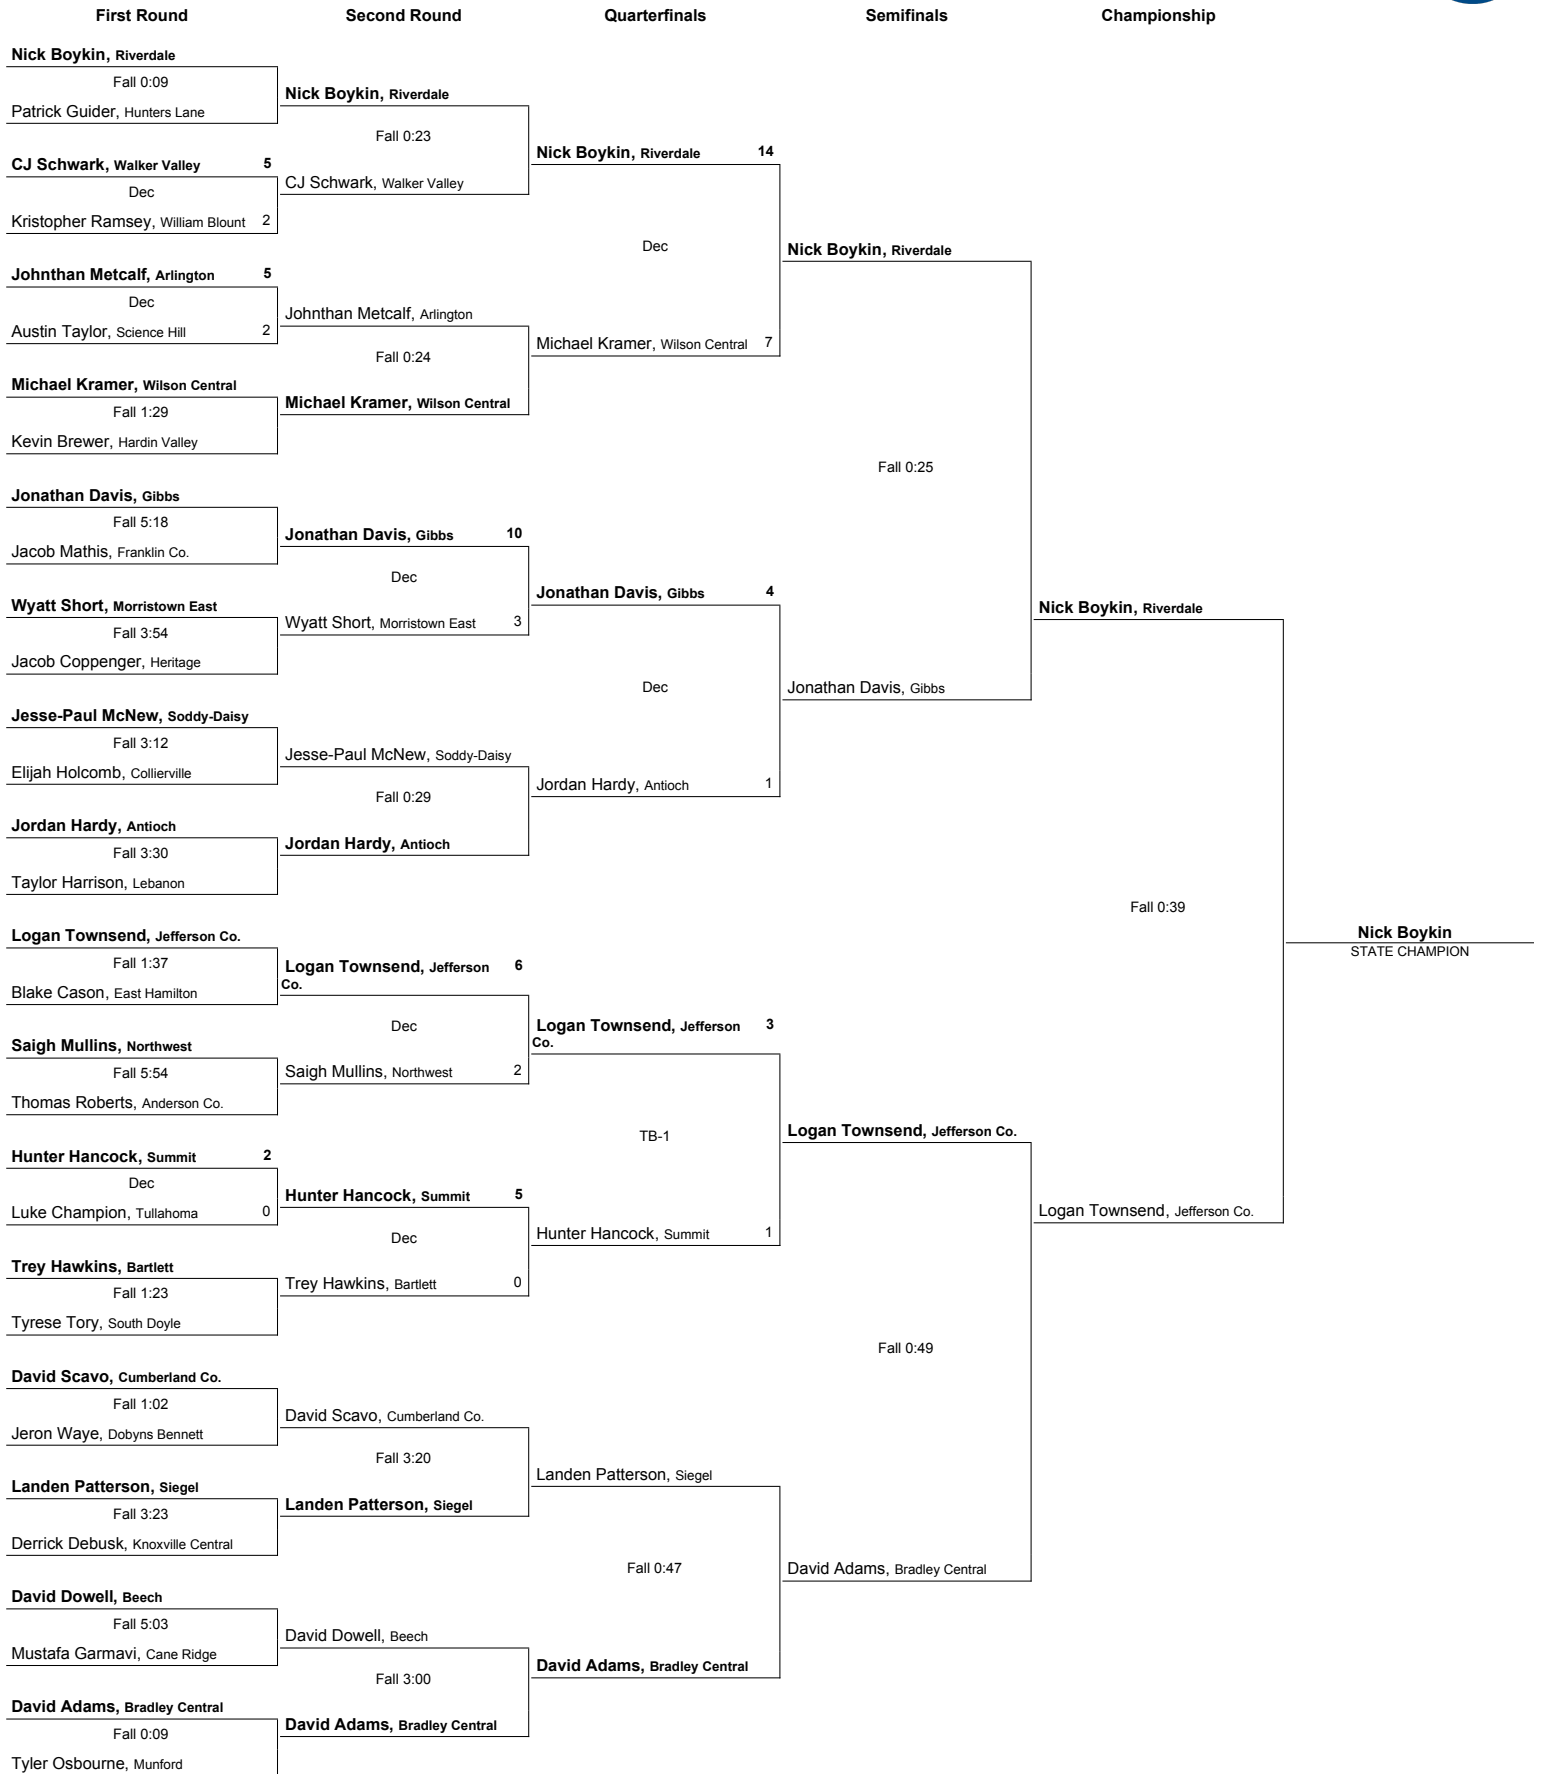 First Round
Second Round
Quarterfinals
Semifinals
Championship
Nick Boykin, Riverdale
Fall 0:09
Patrick Guider, Hunters Lane
CJ Schwark, Walker Valley 5
Dec
Kristopher Ramsey, William Blount 2
Johnthan Metcalf, Arlington 5
Dec
Austin Taylor, Science Hill 2
Michael Kramer, Wilson Central
Fall 1:29
Kevin Brewer, Hardin Valley
Jonathan Davis, Gibbs
Fall 5:18
Jacob Mathis, Franklin Co.
Wyatt Short, Morristown East
Fall 3:54
Jacob Coppenger, Heritage
Jesse-Paul McNew, Soddy-Daisy
Fall 3:12
Elijah Holcomb, Collierville
Jordan Hardy, Antioch
Fall 3:30
Taylor Harrison, Lebanon
Logan Townsend, Jefferson Co.
Fall 1:37
Blake Cason, East Hamilton
Saigh Mullins, Northwest
Fall 5:54
Thomas Roberts, Anderson Co.
Hunter Hancock, Summit 2
Dec
Luke Champion, Tullahoma 0
Trey Hawkins, Bartlett
Fall 1:23
Tyrese Tory, South Doyle
David Scavo, Cumberland Co.
Fall 1:02
Jeron Waye, Dobyns Bennett
Landen Patterson, Siegel
Fall 3:23
Derrick Debusk, Knoxville Central
David Dowell, Beech
Fall 5:03
Mustafa Garmavi, Cane Ridge
David Adams, Bradley Central
Fall 0:09
Tyler Osbourne, Munford
Nick Boykin, Riverdale
Fall 0:23
CJ Schwark, Walker Valley
Johnthan Metcalf, Arlington
Fall 0:24
Michael Kramer, Wilson Central
Jonathan Davis, Gibbs 10
Dec
Wyatt Short, Morristown East 3
Jesse-Paul McNew, Soddy-Daisy
Fall 0:29
Jordan Hardy, Antioch
Logan Townsend, Jefferson 6
Co.
Dec
Saigh Mullins, Northwest 2
Hunter Hancock, Summit 5
Dec
Trey Hawkins, Bartlett 0
David Scavo, Cumberland Co.
Fall 3:20
Landen Patterson, Siegel
David Dowell, Beech
Fall 3:00
David Adams, Bradley Central
Nick Boykin, Riverdale 14
Dec
Michael Kramer, Wilson Central 7
Jonathan Davis, Gibbs 4
Dec
Jordan Hardy, Antioch 1
Logan Townsend, Jefferson 3
Co.
TB-1
Hunter Hancock, Summit 1
Landen Patterson, Siegel
Fall 0:47
David Adams, Bradley Central
Nick Boykin, Riverdale
Fall 0:25
Jonathan Davis, Gibbs
Logan Townsend, Jefferson Co.
Fall 0:49
David Adams, Bradley Central
Nick Boykin, Riverdale
Fall 0:39
Logan Townsend, Jefferson Co.
Nick Boykin
STATE CHAMPION